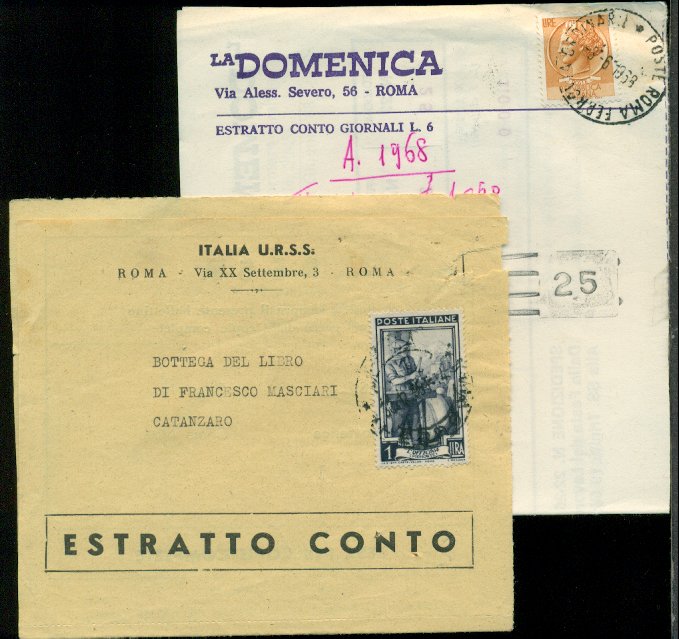 LA DOMENICA
Via Aless. Severo, 56 - ROMA
ESTRATTO CONTO GIORNALI L. 6
A. 1968
LIRE
POSTE ROMA
25
ITALIA U.R.S.S.
ROMA - Via XX Settembre, 3 - ROMA
BOTTEGA DEL LIBRO
DI FRANCESCO MASCIARI
CATANZARO
POSTE ITALIANE
1 LIRA
ESTRATTO CONTO